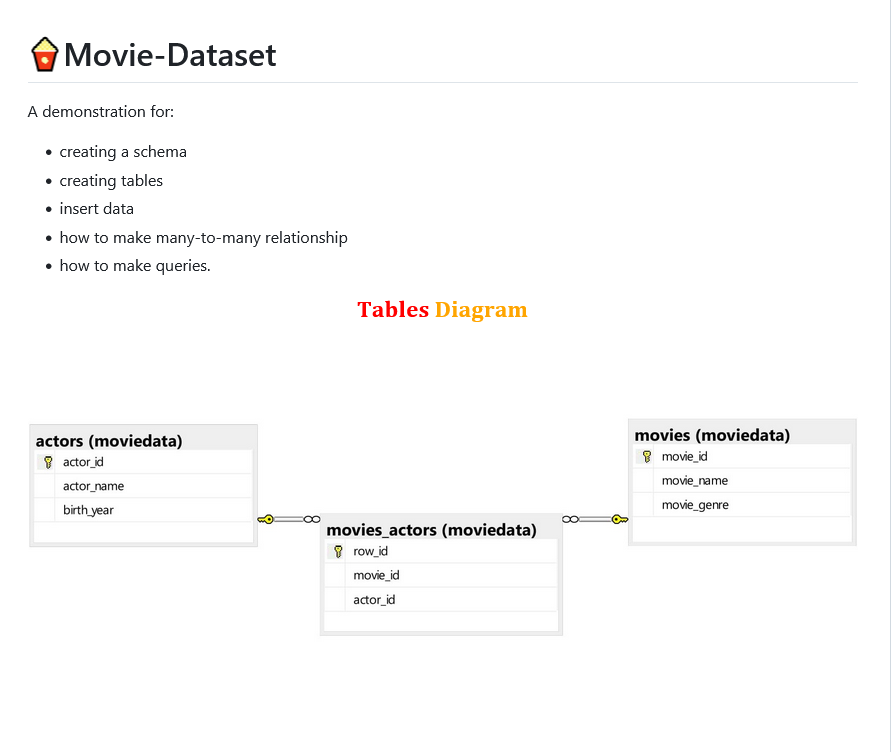 Movie-Dataset
A demonstration for:
creating a schema
creating tables
insert data
how to make many-to-many relationship
how to make queries.
Tables Diagram
actors (moviedata)
actor_id
actor_name
birth_year
movies_actors (moviedata)
row_id
movie_id
actor_id
movies (moviedata)
movie_id
movie_name
movie_genre